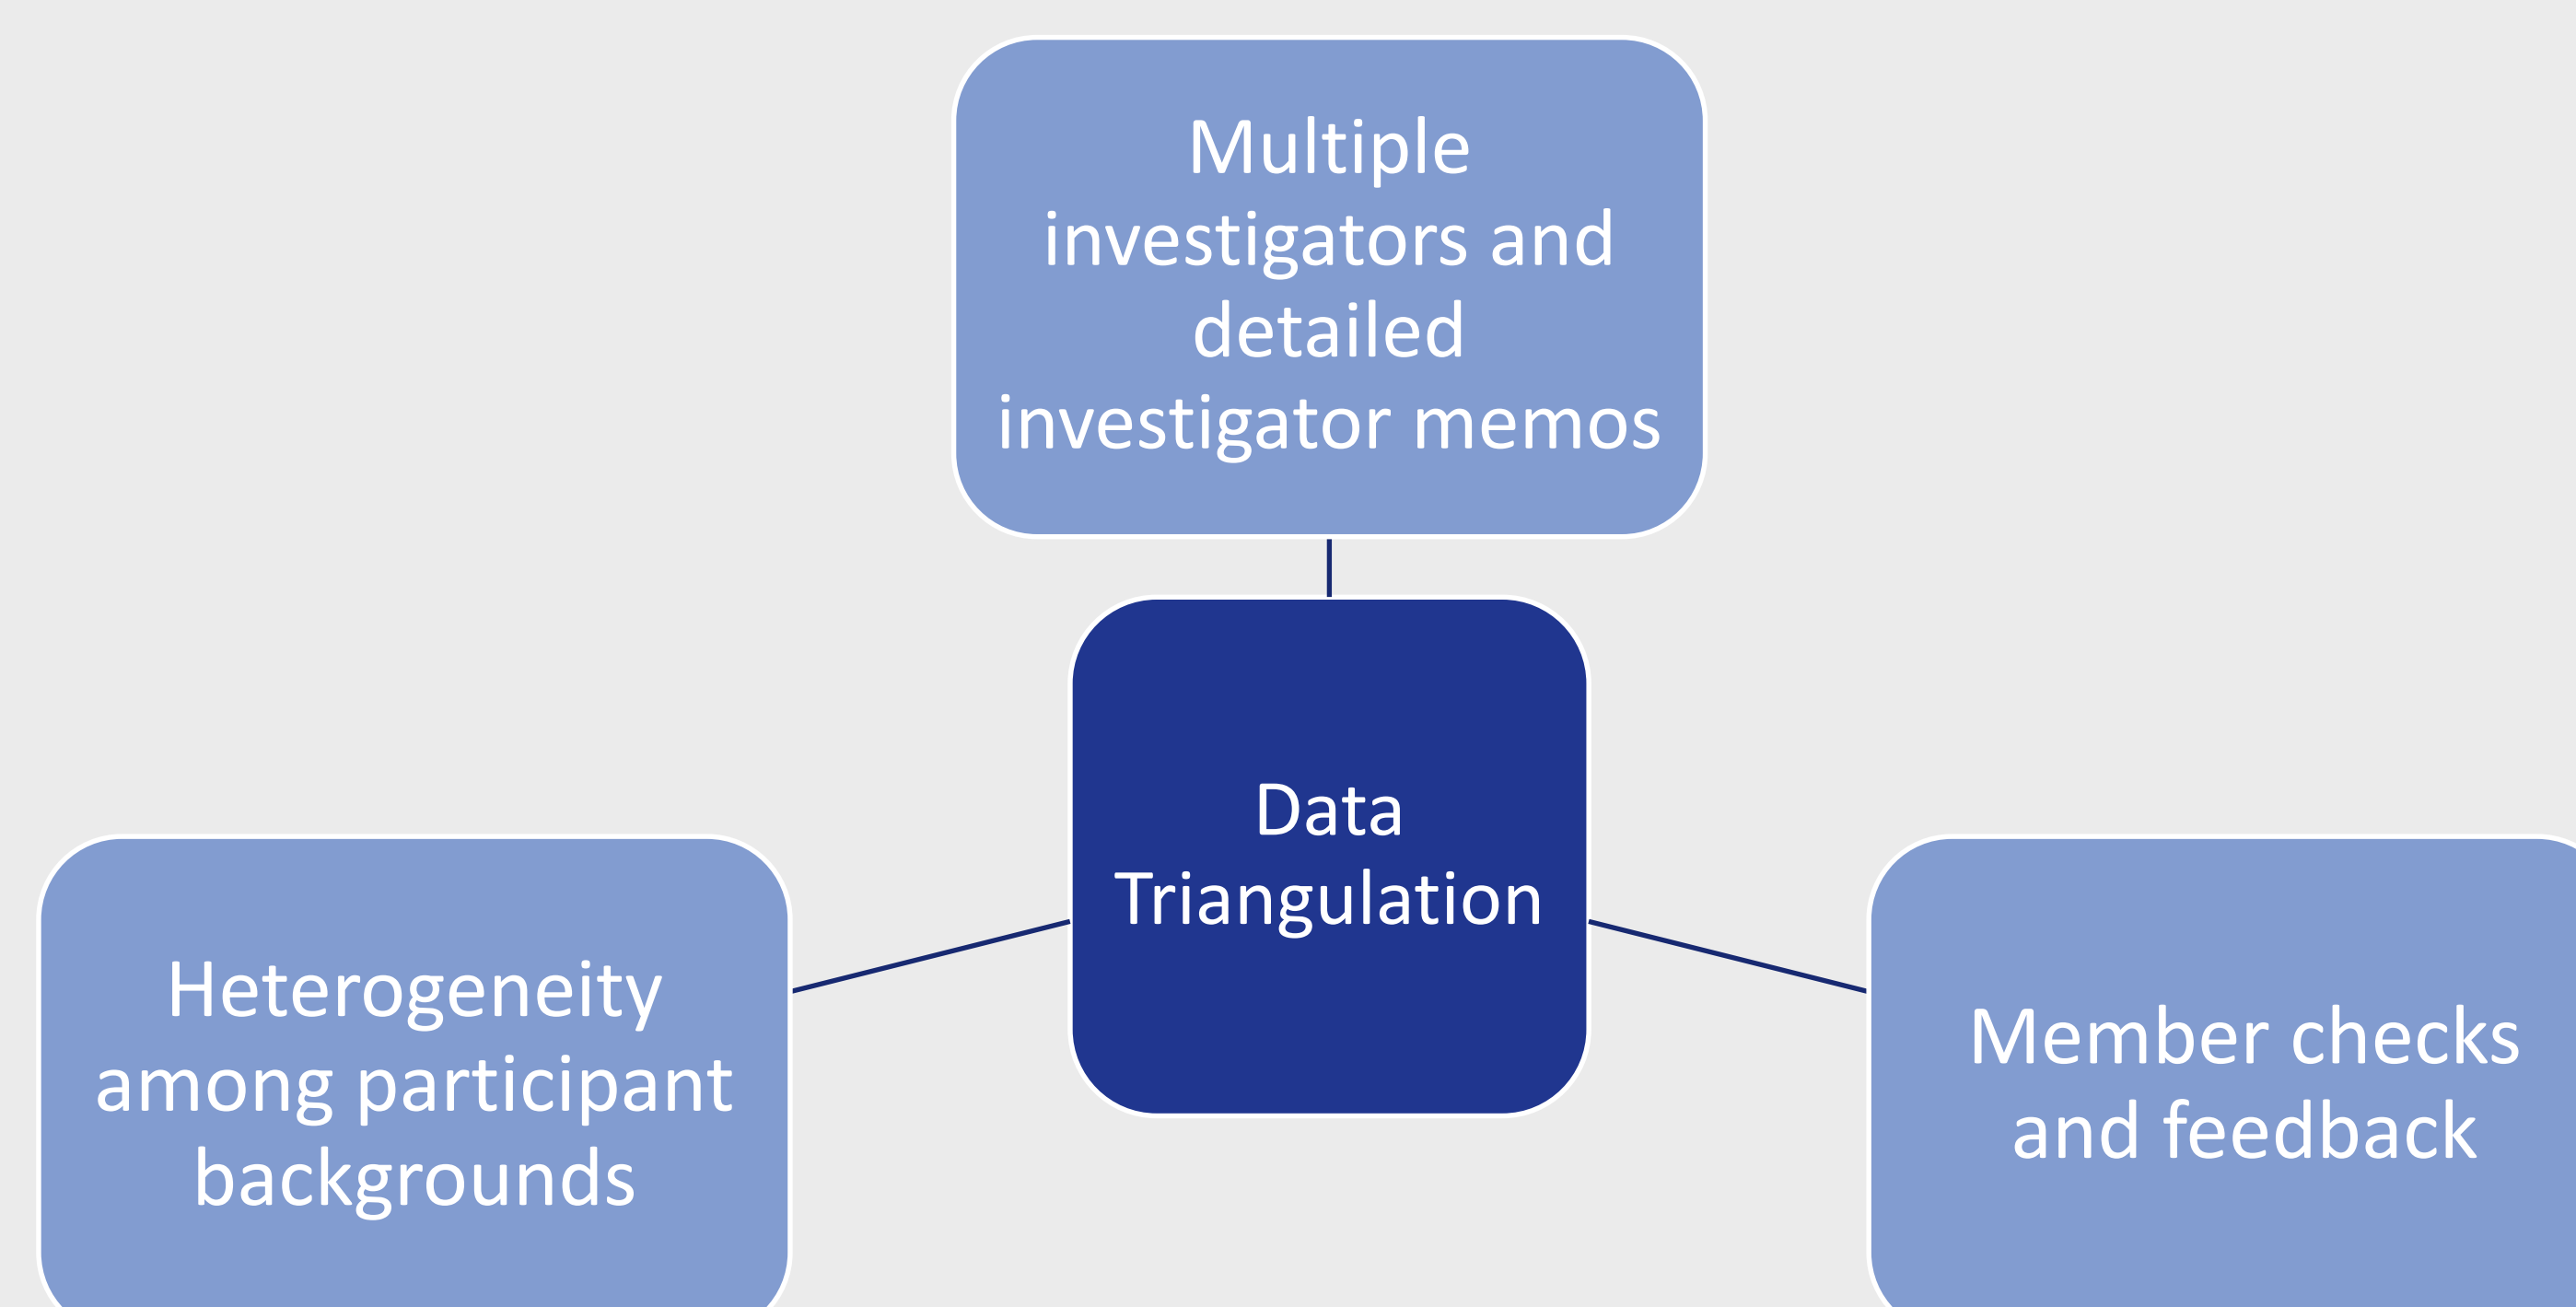 Multiple
investigators and
detailed
investigator memos
Data
Triangulation
Heterogeneity
among participant
backgrounds
Member checks
and feedback